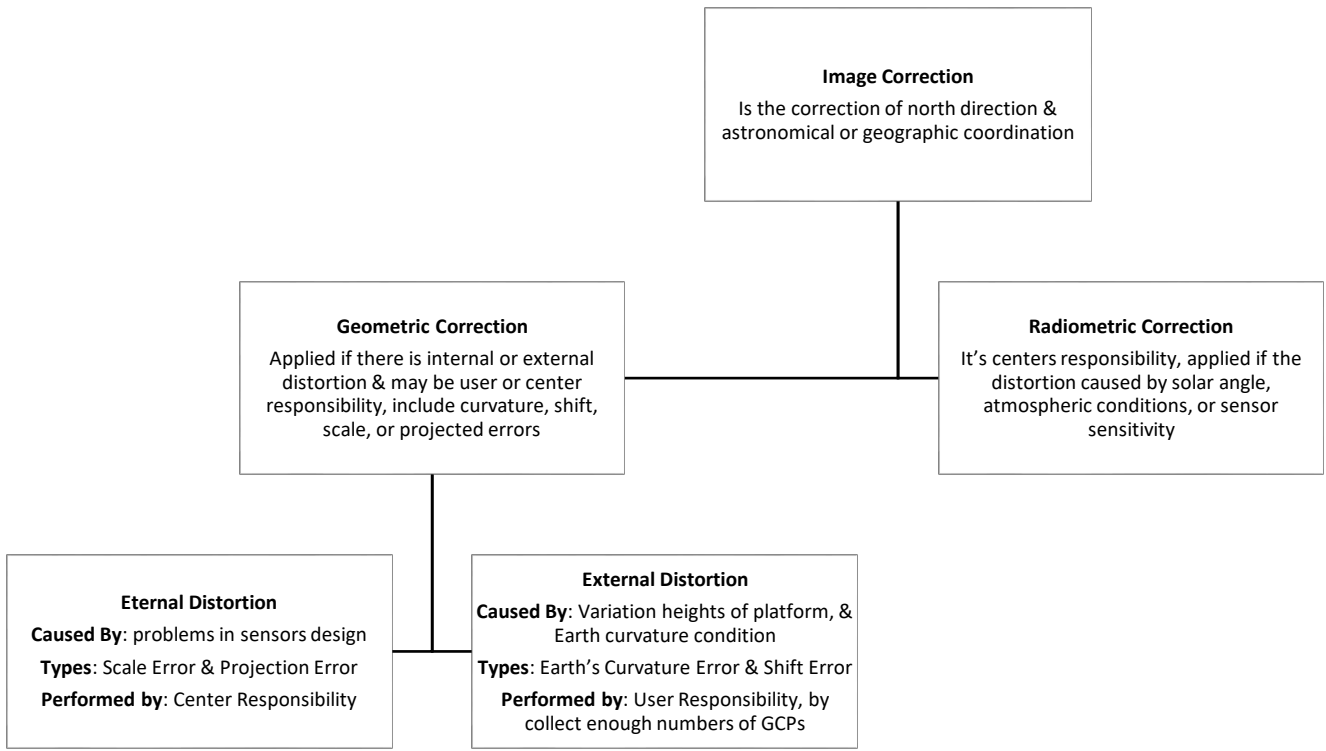 Image Correction
Is the correction of north direction &
astronomical or geographic coordination
Geometric Correction
Applied if there is internal or external
distortion & may be user or center
responsibility, include curvature, shift,
scale, or projected errors
Radiometric Correction
It's centers responsibility, applied if the
distortion caused by solar angle,
atmospheric conditions, or sensor
sensitivity
Eternal Distortion
Caused By: problems in sensors design
Types: Scale Error & Projection Error
Performed by: Center Responsibility
External Distortion
Caused By: Variation heights of platform, &
Earth curvature condition
Types: Earth's Curvature Error & Shift Error
Performed by: User Responsibility, by
collect enough numbers of GCPs